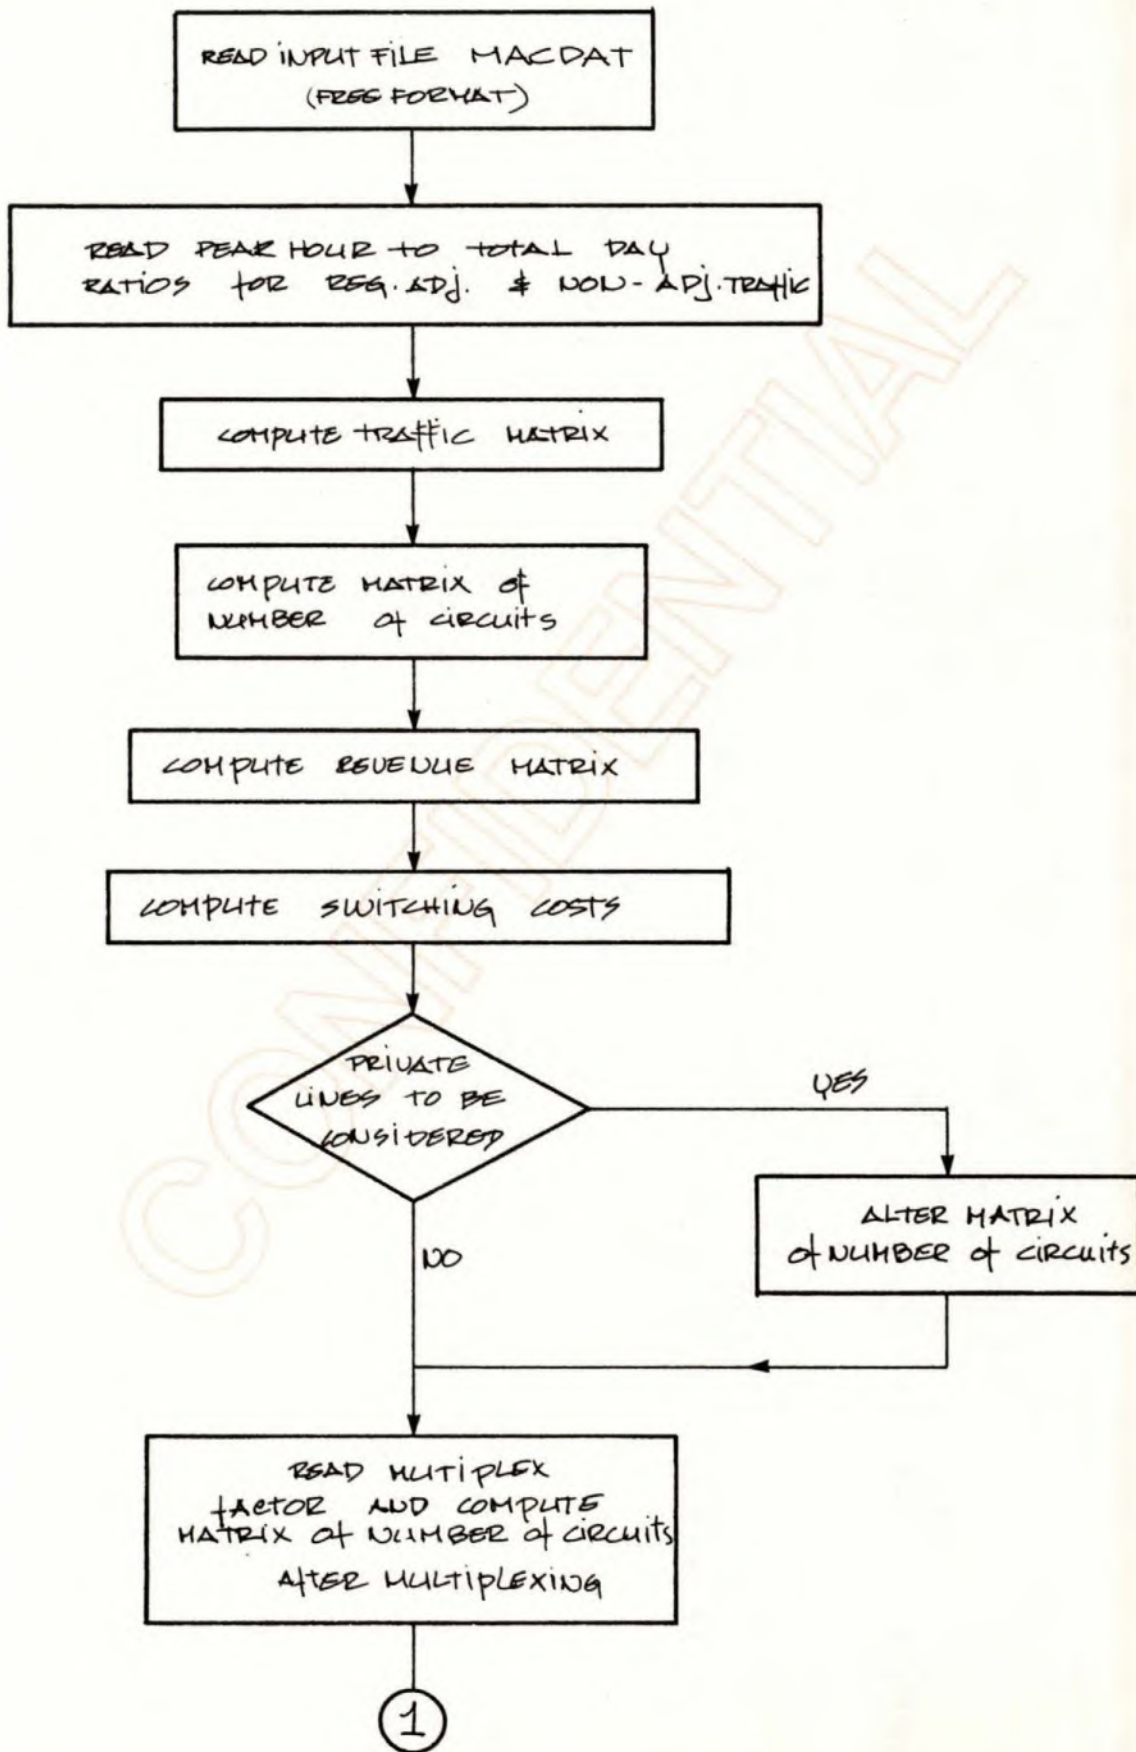 READ INPUT FILE MACDAT
(FREE FORMAT)
READ PEAK HOUR TO TOTAL DAY
RATIOS FOR REG. ADJ. & NON-ADJ. TRAFFIC
COMPUTE TRAFFIC MATRIX
COMPUTE MATRIX OF
NUMBER OF CIRCUITS
COMPUTE REVENUE MATRIX
COMPUTE SWITCHING COSTS
PRIVATE
LINES TO BE
CONSIDERED
YES
ALTER MATRIX
OF NUMBER OF CIRCUITS
NO
READ MUTIPLEX
FACTOR AND COMPUTE
MATRIX OF NUMBER OF CIRCUITS
AFTER MULTIPLEXING
1
CONFIDENTIAL